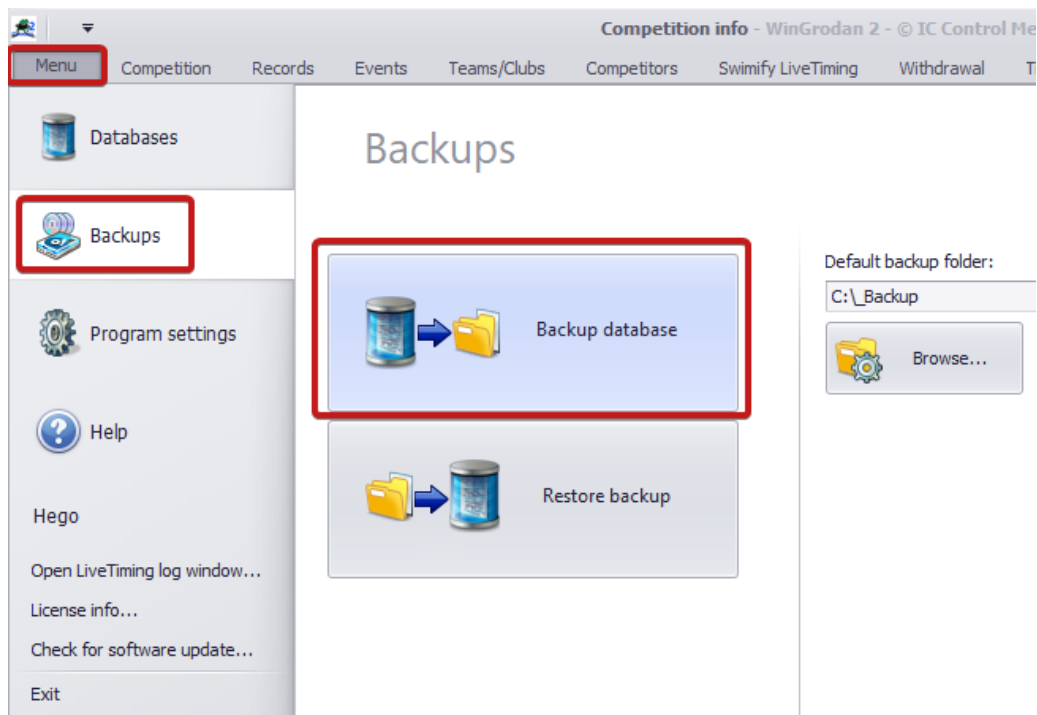 Competition info - WinGrodan 2 - © IC Control Me
Menu Competition Records Events Teams/Clubs Competitors Swimify LiveTiming Withdrawal
Databases
Backups
Backups
Default backup folder:
C:\_Backup
Backup database
Browse...
Program settings
Help
Restore backup
Hego
Open LiveTiming log window...
License info...
Check for software update...
Exit